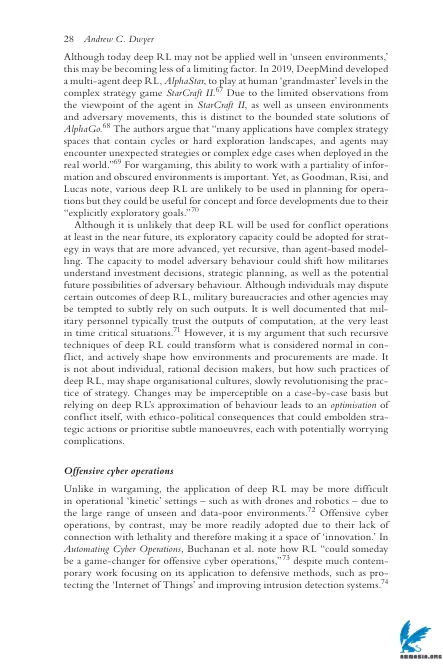 28 Andrew C. Dwyer
Although today deep RL may not be applied well in ‘unseen environments,’
this may be becoming less of a limiting factor. In 2019, DeepMind developed
a multi-agent deep RL, AlphaStar, to play at human ‘grandmaster’ levels in the
complex strategy game StarCraft II.67 Due to the limited observations from
the viewpoint of the agent in StarCraft II, as well as unseen environments
and adversary movements, this is distinct to the bounded state solutions of
AlphaGo.68 The authors argue that “many applications have complex strategy
spaces that contain cycles or hard exploration landscapes, and agents may
encounter unexpected strategies or complex edge cases when deployed in the
real world.”69 For wargaming, this ability to work with a partiality of infor-
mation and obscured environments is important. Yet, as Goodman, Risi, and
Lucas note, various deep RL are unlikely to be used in planning for opera-
tions but they could be useful for concept and force developments due to their
“explicitly exploratory goals.”70
Although it is unlikely that deep RL will be used for conflict operations
at least in the near future, its exploratory capacity could be adopted for strat-
egy in ways that are more advanced, yet recursive, than agent-based model-
ling. The capacity to model adversary behaviour could shift how militaries
understand investment decisions, strategic planning, as well as the potential
future possibilities of adversary behaviour. Although individuals may dispute
certain outcomes of deep RL, military bureaucracies and other agencies may
be tempted to subtly rely on such outputs. It is well documented that mil-
itary personnel typically trust the outputs of computation, at the very least
in time critical situations.71 However, it is my argument that such recursive
techniques of deep RL could transform what is considered normal in con-
flict, and actively shape how environments and procurements are made. It
is not about individual, rational decision makers, but how such practices of
deep RL, may shape organisational cultures, slowly revolutionising the prac-
tice of strategy. Changes may be imperceptible on a case-by-case basis but
relying on deep RL’s approximation of behaviour leads to an optimisation of
conflict itself, with ethico-political consequences that could embolden stra-
tegic actions or prioritise subtle manoeuvres, each with potentially worrying
complications.
Offensive cyber operations
Unlike in wargaming, the application of deep RL may be more difficult
in operational ‘kinetic’ settings – such as with drones and robotics – due to
the large range of unseen and data-poor environments.72 Offensive cyber
operations, by contrast, may be more readily adopted due to their lack of
connection with lethality and therefore making it a space of ‘innovation.’ In
Automating Cyber Operations, Buchanan et al. note how RL “could someday
be a game-changer for offensive cyber operations,”73 despite much contem-
porary work focusing on its application to defensive methods, such as pro-
tecting the ‘Internet of Things’ and improving intrusion detection systems.74